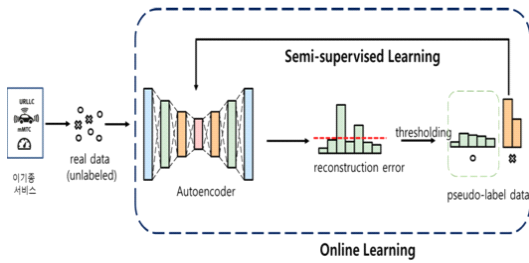 Semi-supervised Learning
URLLC
mMTC
이기종
서비스
real data
(unlabeled)
Autoencoder
reconstruction error
thresholding
pseudo-label data
Online Learning